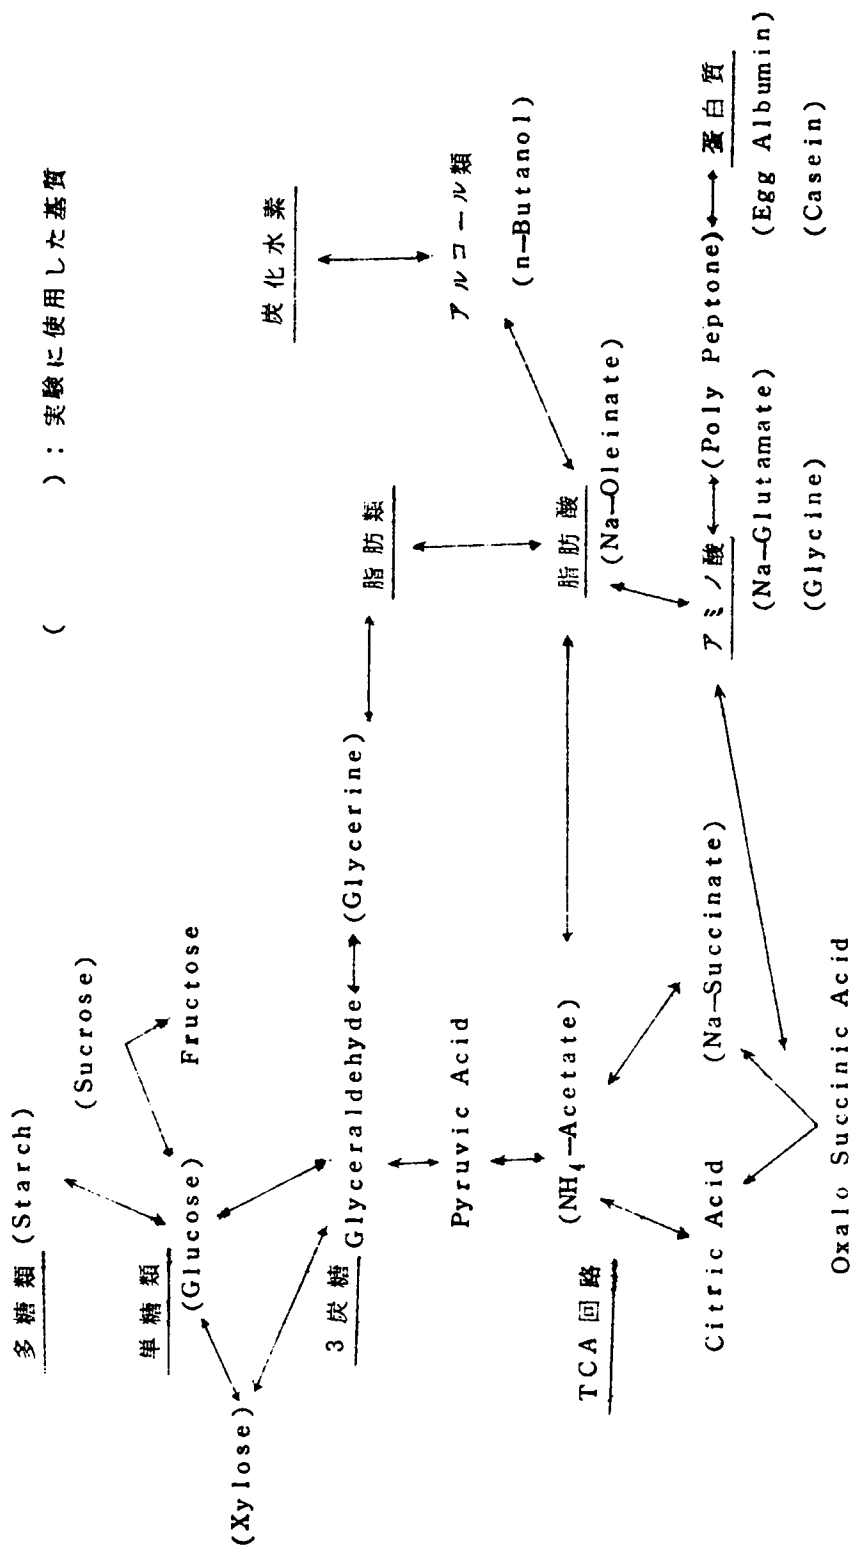 (　　　): 実験に使用した基質
多糖類 (Starch)
(Sucrose)
単糖類
(Glucose)
Fructose
(Xylose)
炭化水素
3炭糖
Glyceraldehyde
(Glycerine)
脂肪類
Pyruvic Acid
アルコール類
(n-Butanol)
TCA回路
(NH₄-Acetate)
脂肪酸
(Na-Oleinate)
Citric Acid
(Na-Succinate)
アミノ酸
(Poly Peptone)
蛋白質
(Na-Glutamate)
(Egg Albumin)
(Glycine)
(Casein)
Oxalo Succinic Acid